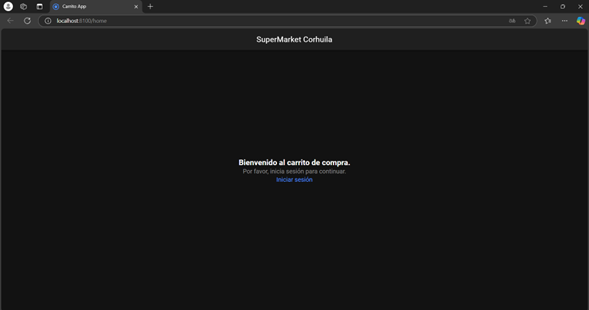 Carrito App
localhost:8100/home
SuperMarket Corhuila
Bienvenido al carrito de compra.
Por favor, inicia sesión para continuar.
Iniciar sesión